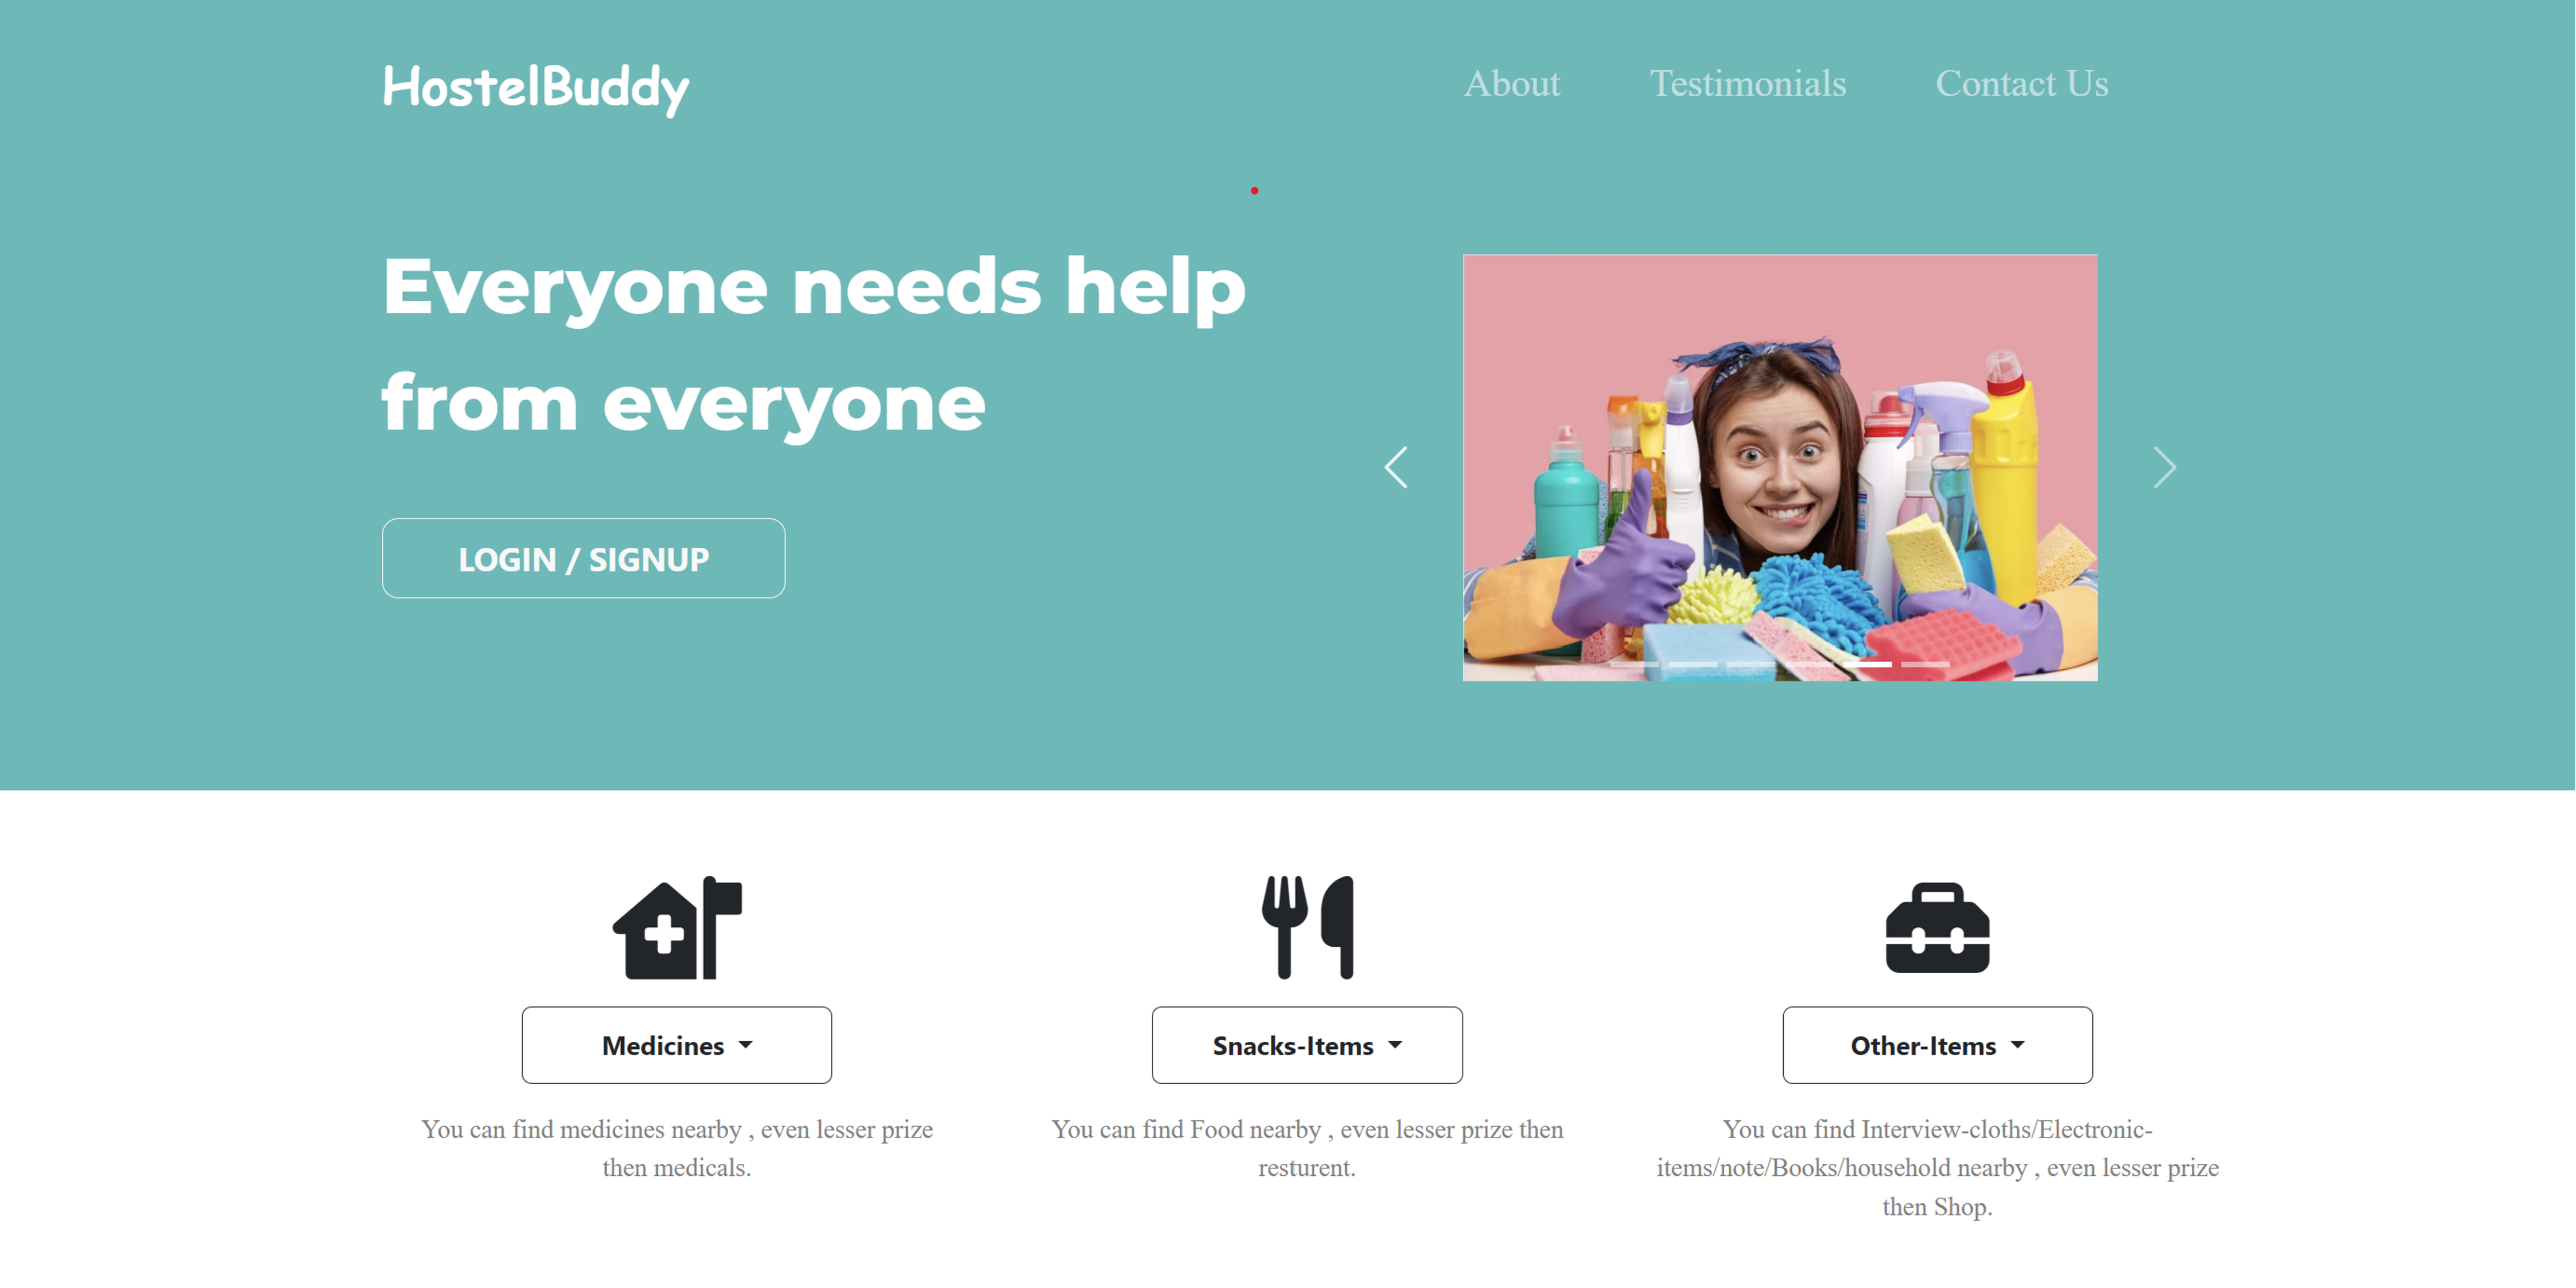 HostelBuddy
About
Testimonials
Contact Us
Everyone needs help
from everyone
LOGIN / SIGNUP
Medicines
You can find medicines nearby , even lesser prize
then medicals.
Snacks-Items
You can find Food nearby , even lesser prize then
resturent.
Other-Items
You can find Interview-cloths/Electronic-
items/note/Books/household nearby , even lesser prize
then Shop.